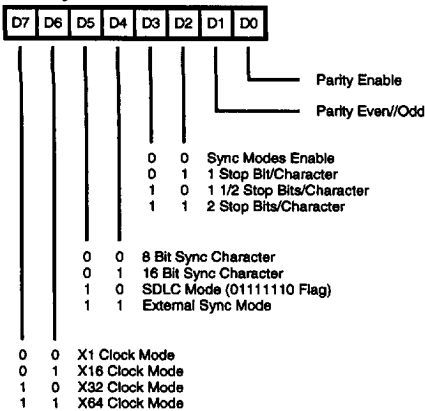 D7 D6 D5 D4 D3 D2 D1 D0
Parity Enable
Parity Even//Odd
0 0 Sync Modes Enable
0 1 1 Stop Bit/Character
1 0 1 1/2 Stop Bits/Character
1 1 2 Stop Bits/Character
0 0 8 Bit Sync Character
0 1 16 Bit Sync Character
1 0 SDLC Mode (01111110 Flag)
1 1 External Sync Mode
0 0 X1 Clock Mode
0 1 X16 Clock Mode
1 0 X32 Clock Mode
1 1 X64 Clock Mode